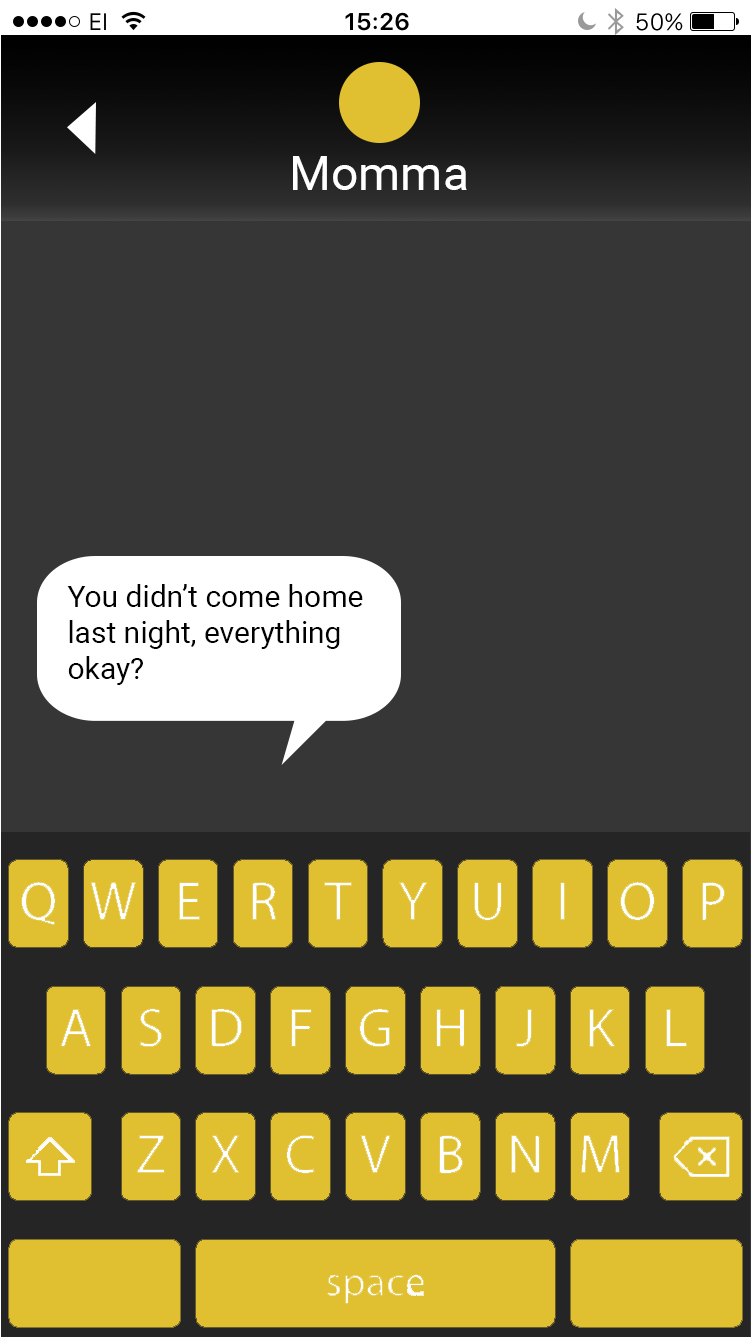 EI 15:26 50%
Momma
You didn’t come home
last night, everything
okay?
Q W E R T Y U I O P
A S D F G H J K L
Z X C V B N M
space